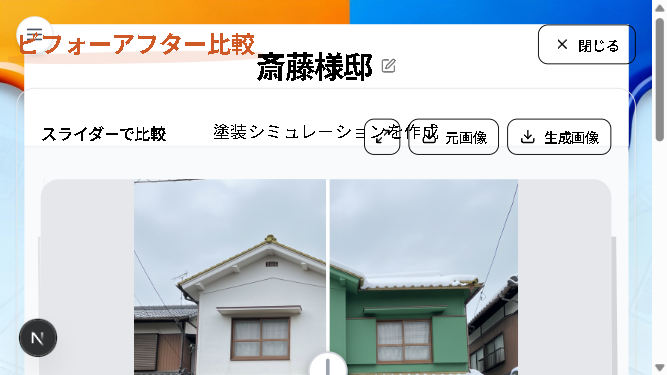 ビフォーアフター比較
斎藤様邸
閉じる
スライダーで比較
塗装シミュレーションを作成
元画像
生成画像
N